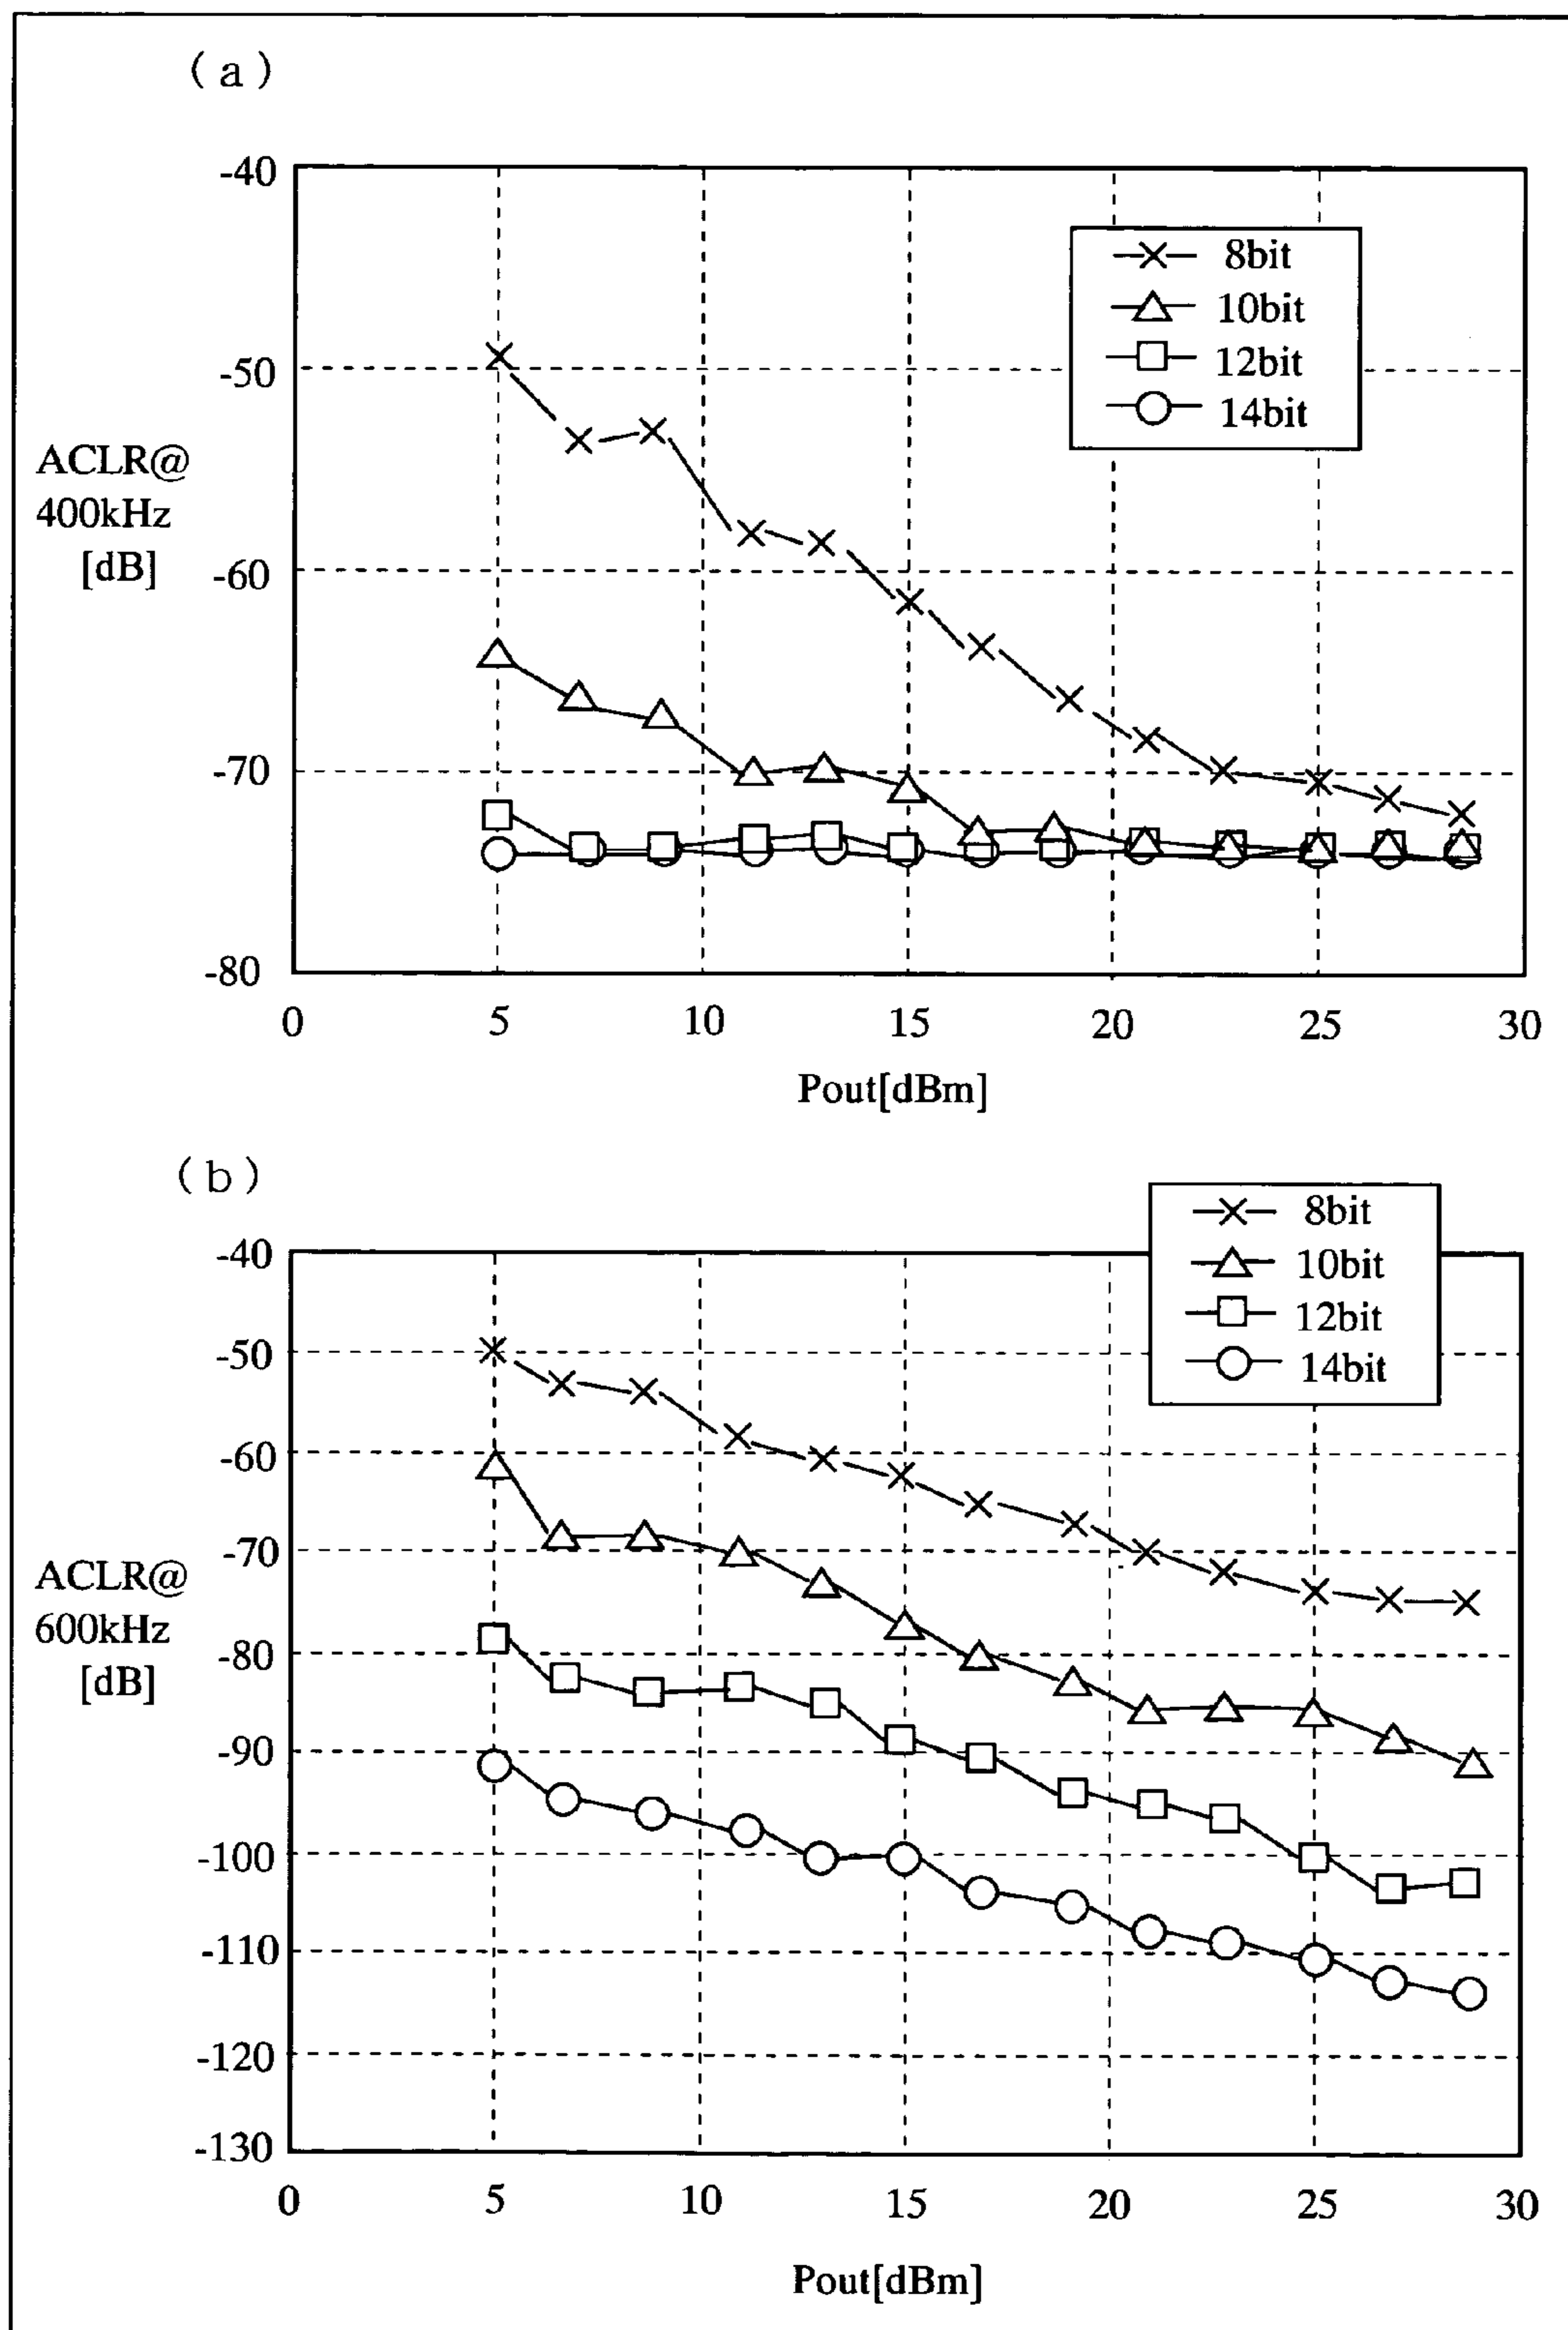 (a)
-40
-50
-60
-70
-80
ACLR@
400kHz
[dB]
8bit
10bit
12bit
14bit
0 5 10 15 20 25 30
Pout[dBm]
(b)
8bit
10bit
12bit
14bit
-40
-50
-60
-70
-80
-90
-100
-110
-120
-130
ACLR@
600kHz
[dB]
0 5 10 15 20 25 30
Pout[dBm]